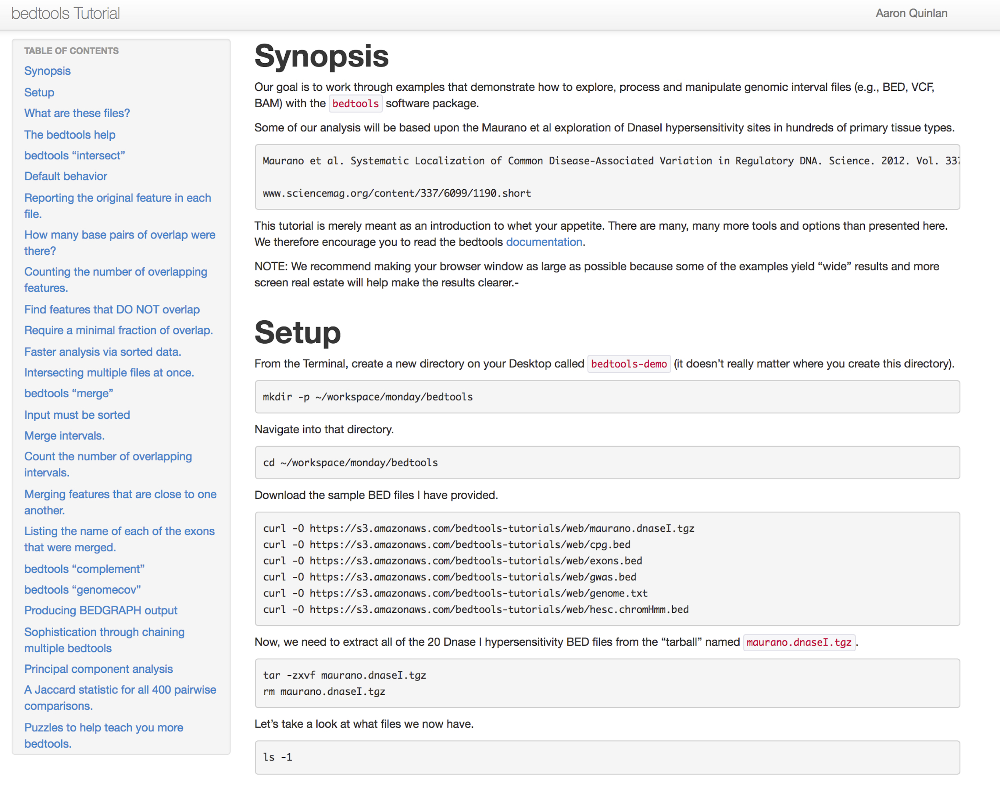 bedtools Tutorial
Aaron Quinlan
TABLE OF CONTENTS
Synopsis
Setup
What are these files?
The bedtools help
bedtools “intersect”
Default behavior
Reporting the original feature in each
file.
How many base pairs of overlap were
there?
Counting the number of overlapping
features.
Find features that DO NOT overlap
Require a minimal fraction of overlap.
Faster analysis via sorted data.
Intersecting multiple files at once.
bedtools “merge”
Input must be sorted
Merge intervals.
Count the number of overlapping
intervals.
Merging features that are close to one
another.
Listing the name of each of the exons
that were merged.
bedtools “complement”
bedtools “genomecov”
Producing BEDGRAPH output
Sophistication through chaining
multiple bedtools
Principal component analysis
A Jaccard statistic for all 400 pairwise
comparisons.
Puzzles to help teach you more
bedtools.
Synopsis
Our goal is to work through examples that demonstrate how to explore, process and manipulate genomic interval files (e.g., BED, VCF,
BAM) with the bedtools software package.
Some of our analysis will be based upon the Maurano et al exploration of DnaseI hypersensitivity sites in hundreds of primary tissue types.
Maurano et al. Systematic Localization of Common Disease-Associated Variation in Regulatory DNA. Science. 2012. Vol. 337
www.sciencemag.org/content/337/6099/1190.short
This tutorial is merely meant as an introduction to whet your appetite. There are many, many more tools and options than presented here.
We therefore encourage you to read the bedtools documentation.
NOTE: We recommend making your browser window as large as possible because some of the examples yield “wide” results and more
screen real estate will help make the results clearer.-
Setup
From the Terminal, create a new directory on your Desktop called bedtools-demo (it doesn’t really matter where you create this directory).
mkdir -p ~/workspace/monday/bedtools
Navigate into that directory.
cd ~/workspace/monday/bedtools
Download the sample BED files I have provided.
curl -O https://s3.amazonaws.com/bedtools-tutorials/web/maurano.dnaseI.tgz
curl -O https://s3.amazonaws.com/bedtools-tutorials/web/cpg.bed
curl -O https://s3.amazonaws.com/bedtools-tutorials/web/exons.bed
curl -O https://s3.amazonaws.com/bedtools-tutorials/web/gwas.bed
curl -O https://s3.amazonaws.com/bedtools-tutorials/web/genome.txt
curl -O https://s3.amazonaws.com/bedtools-tutorials/web/hesc.chromHmm.bed
Now, we need to extract all of the 20 Dnase I hypersensitivity BED files from the “tarball” named maurano.dnaseI.tgz.
tar -zxvf maurano.dnaseI.tgz
rm maurano.dnaseI.tgz
Let’s take a look at what files we now have.
ls -1